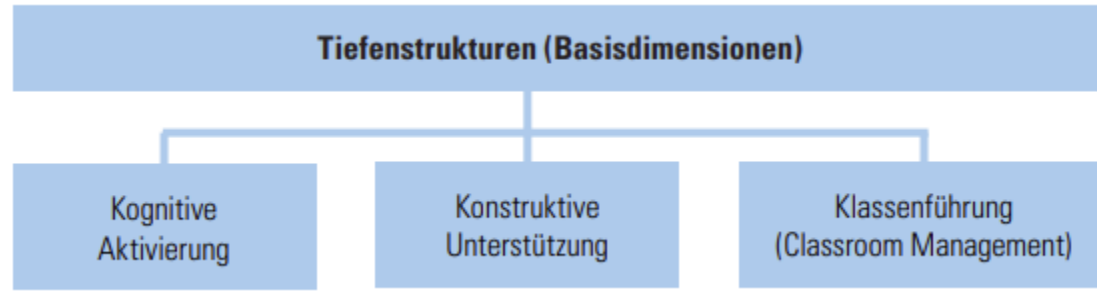 Tiefenstrukturen (Basisdimensionen)
Kognitive
Aktivierung
Konstruktive
Unterstützung
Klassenführung
(Classroom Management)